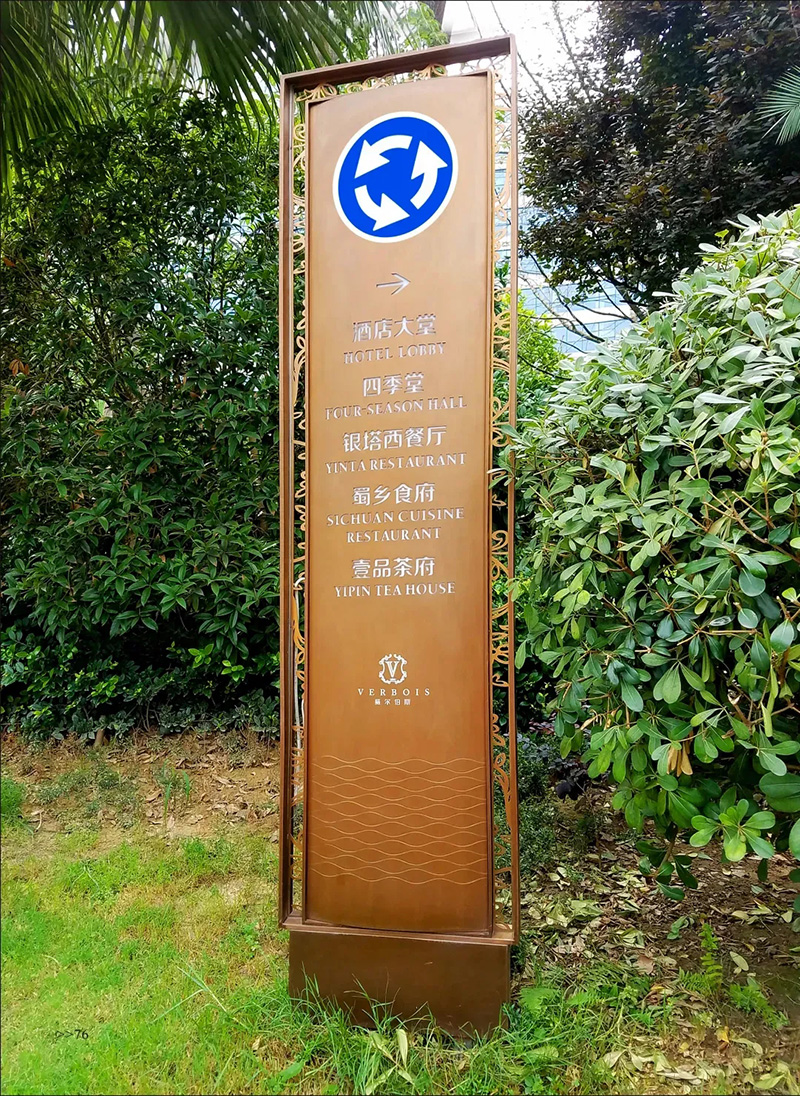 酒店大堂
HOTEL LOBBY
四季堂
FOUR-SEASON HALL
银塔西餐厅
YINTA RESTAURANT
蜀乡食府
SICHUAN CUISINE
RESTAURANT
壹品茶府
YIPIN TEA HOUSE
V
VERBOIS
>>76